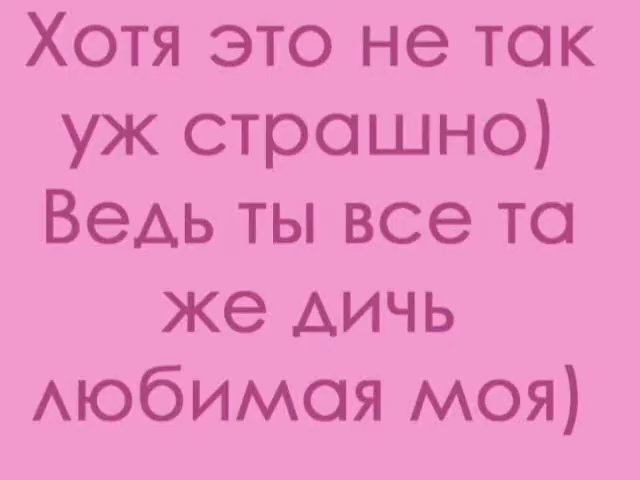 Хотя это не так
уж страшно)
Ведь ты все та
же дичь
любимая моя)